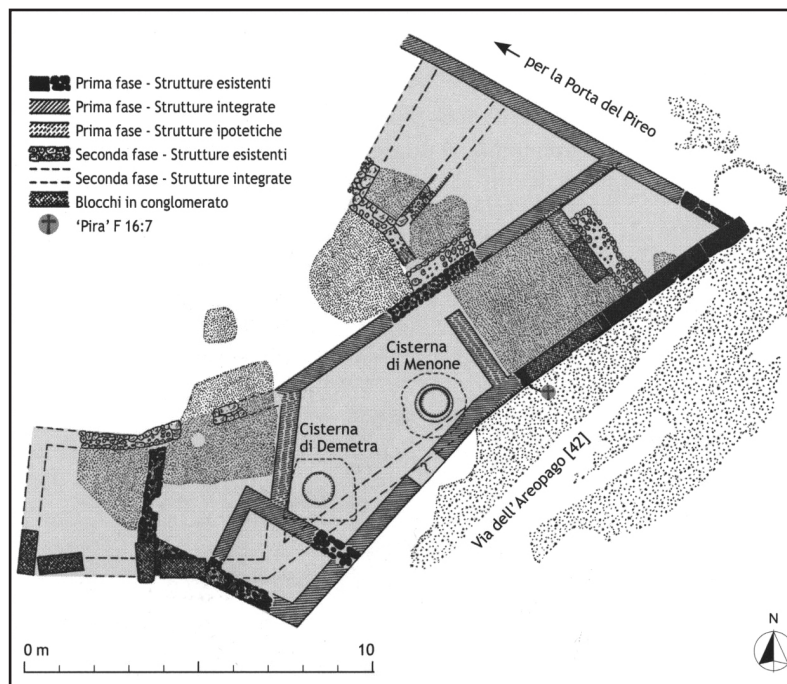 Prima fase - Strutture esistenti
Prima fase - Strutture integrate
Prima fase - Strutture ipotetiche
Seconda fase - Strutture esistenti
Seconda fase - Strutture integrate
Blocchi in conglomerato
'Pira' F 16:7
per la Porta del Pireo
Cisterna
di Menone
Cisterna
di Demetra
Via dell'Areopago [42]
0 m
10
N